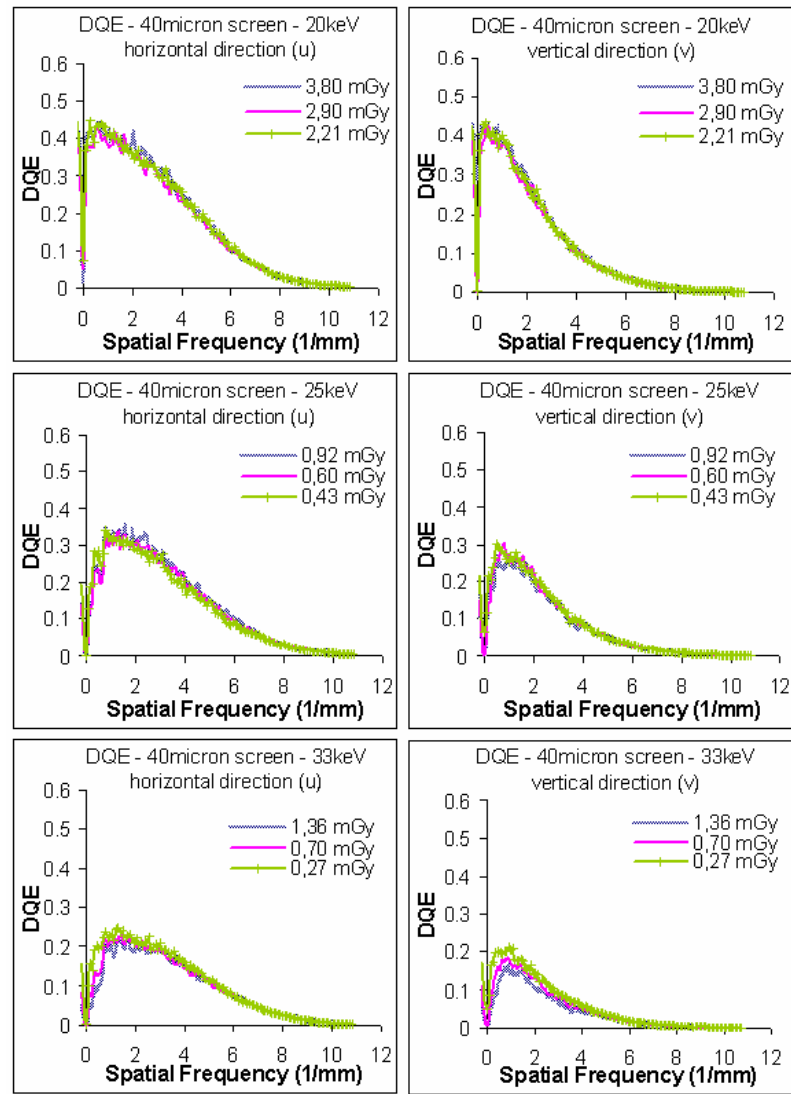 DQE - 40micron screen - 20keV
horizontal direction (u)
3,80 mGy
2,90 mGy
2,21 mGy
DQE
0.6
0.5
0.4
0.3
0.2
0.1
0
0 2 4 6 8 10 12
Spatial Frequency (1/mm)
DQE - 40micron screen - 20keV
vertical direction (v)
3,80 mGy
2,90 mGy
2,21 mGy
DQE
0.6
0.5
0.4
0.3
0.2
0.1
0
0 2 4 6 8 10 12
Spatial Frequency (1/mm)
DQE - 40micron screen - 25keV
horizontal direction (u)
0,92 mGy
0,60 mGy
0,43 mGy
DQE
0.6
0.5
0.4
0.3
0.2
0.1
0
0 2 4 6 8 10 12
Spatial Frequency (1/mm)
DQE - 40micron screen - 25keV
vertical direction (v)
0,92 mGy
0,60 mGy
0,43 mGy
DQE
0.6
0.5
0.4
0.3
0.2
0.1
0
0 2 4 6 8 10 12
Spatial Frequency (1/mm)
DQE - 40micron screen - 33keV
horizontal direction (u)
1,36 mGy
0,70 mGy
0,27 mGy
DQE
0.6
0.5
0.4
0.3
0.2
0.1
0
0 2 4 6 8 10 12
Spatial Frequency (1/mm)
DQE - 40micron screen - 33keV
vertical direction (v)
1,36 mGy
0,70 mGy
0,27 mGy
DQE
0.6
0.5
0.4
0.3
0.2
0.1
0
0 2 4 6 8 10 12
Spatial Frequency (1/mm)